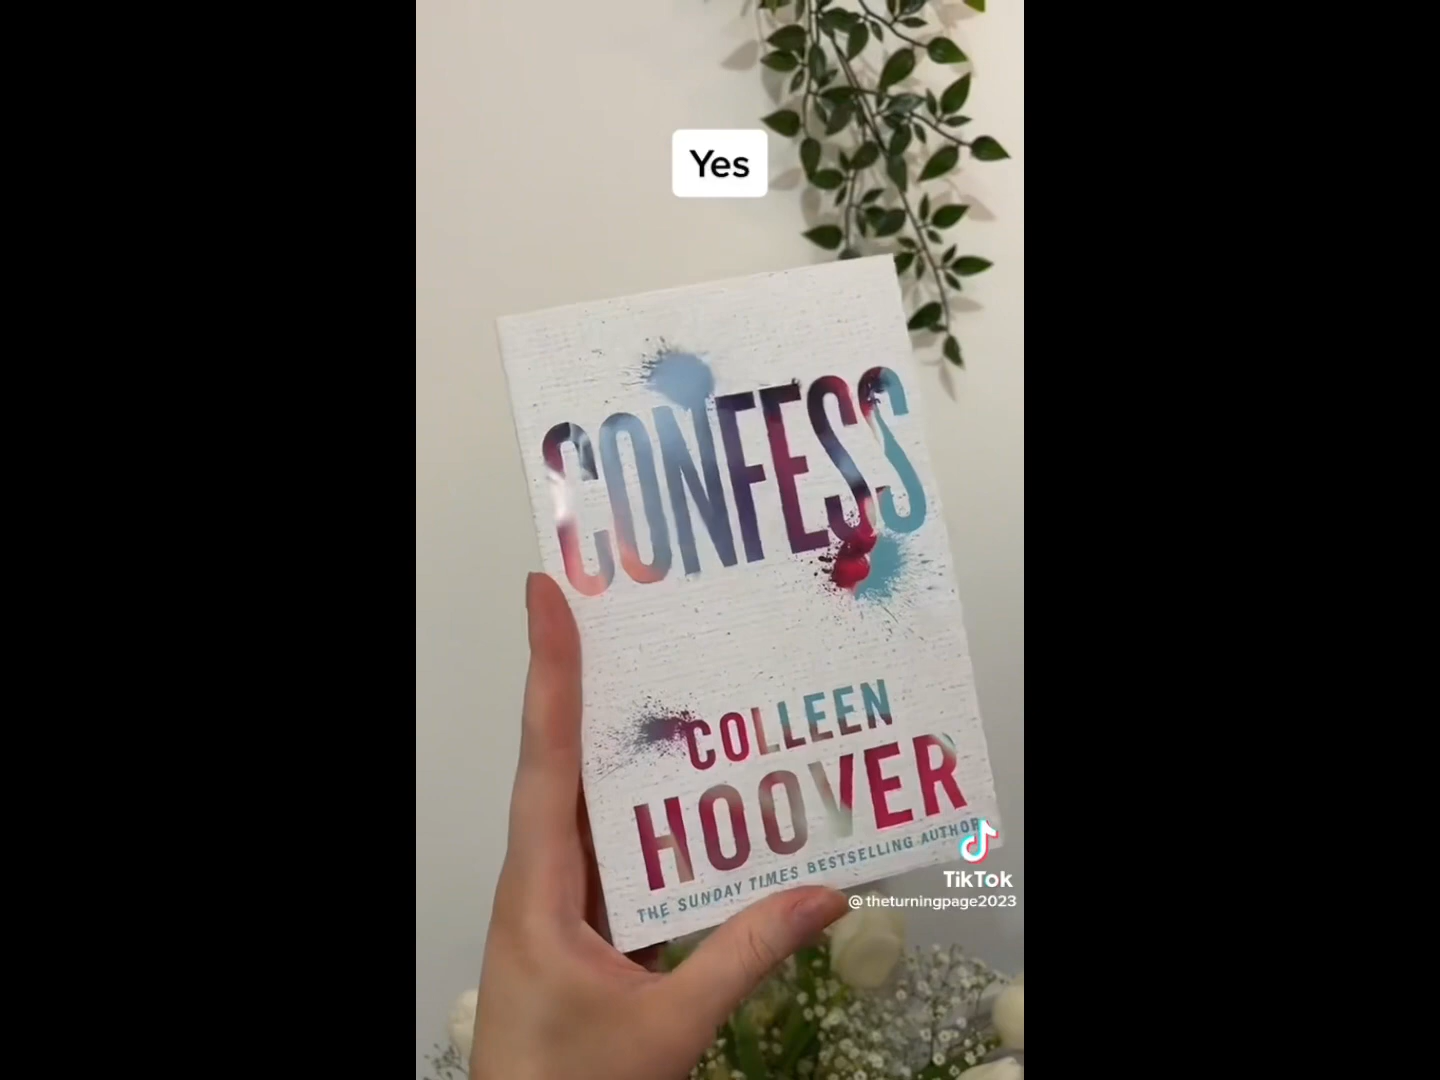 Yes
CONFESS
COLLEEN
HOOVER
THE SUNDAY TIMES BESTSELLING AUTHOR
TikTok
@theturningpage2023